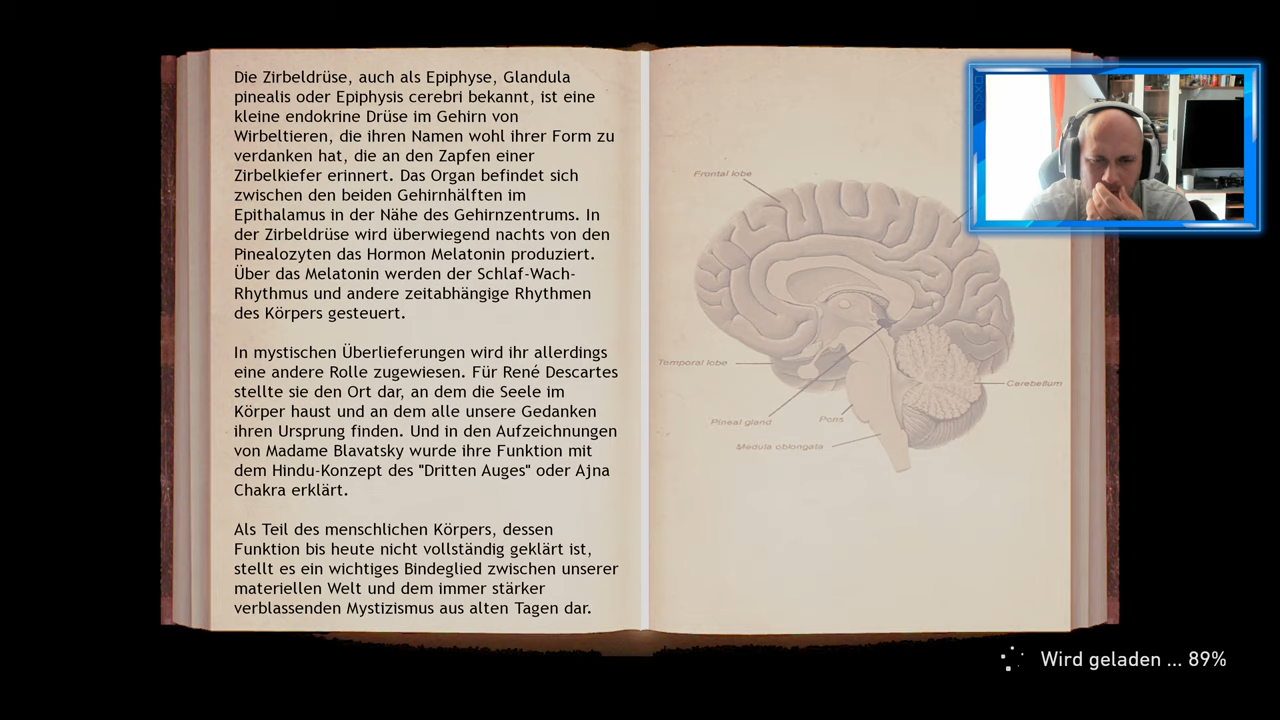 Die Zirbeldrüse, auch als Epiphyse, Glandula
pinealis oder Epiphysis cerebri bekannt, ist eine
kleine endokrine Drüse im Gehirn von
Wirbeltieren, die ihren Namen wohl ihrer Form zu
verdanken hat, die an den Zapfen einer
Zirbelkiefer erinnert. Das Organ befindet sich
zwischen den beiden Gehirnhälften im
Epithalamus in der Nähe des Gehirnzentrums. In
der Zirbeldrüse wird überwiegend nachts von den
Pinealozyten das Hormon Melatonin produziert.
Über das Melatonin werden der Schlaf-Wach-
Rhythmus und andere zeitabhängige Rhythmen
des Körpers gesteuert.
In mystischen Überlieferungen wird ihr allerdings
eine andere Rolle zugewiesen. Für René Descartes
stellte sie den Ort dar, an dem die Seele im
Körper haust und an dem alle unsere Gedanken
ihren Ursprung finden. Und in den Aufzeichnungen
von Madame Blavatsky wurde ihre Funktion mit
dem Hindu-Konzept des "Dritten Auges" oder Ajna
Chakra erklärt.
Als Teil des menschlichen Körpers, dessen
Funktion bis heute nicht vollständig geklärt ist,
stellt es ein wichtiges Bindeglied zwischen unserer
materiellen Welt und dem immer stärker
verblassenden Mystizismus aus alten Tagen dar.
Frontal lobe
Temporal lobe
Cerebellum
Pineal gland
Pons
Medula oblongata
Wird geladen ... 89%